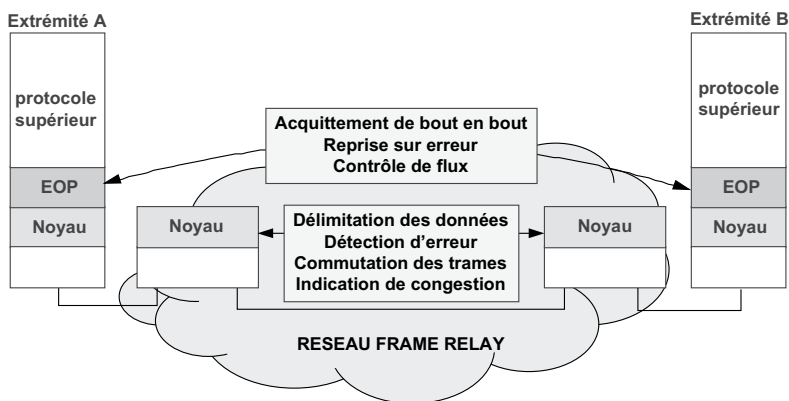 Extrémité A
Extrémité B
protocole
supérieur
EOP
Noyau
Acquittement de bout en bout
Reprise sur erreur
Contrôle de flux
protocole
supérieur
EOP
Noyau
Noyau
Délimitation des données
Détection d'erreur
Commutation des trames
Indication de congestion
Noyau
RESEAU FRAME RELAY